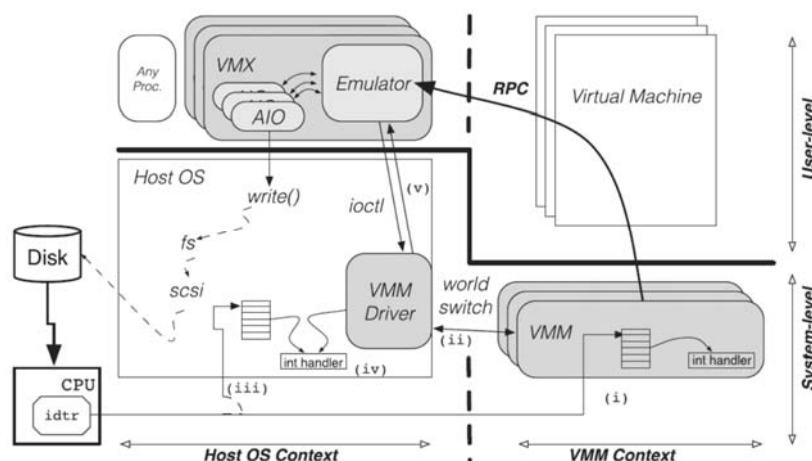 Any
Proc.
VMX
AIO
Emulator
RPC
Virtual Machine
User-level
Host OS
write()
ioctl
(v)
fs
Disk
scsi
VMM
Driver
world
switch
(ii)
VMM
System-level
int handler
(iv)
int handler
CPU
(iii)
(i)
idtr
Host OS Context
VMM Context